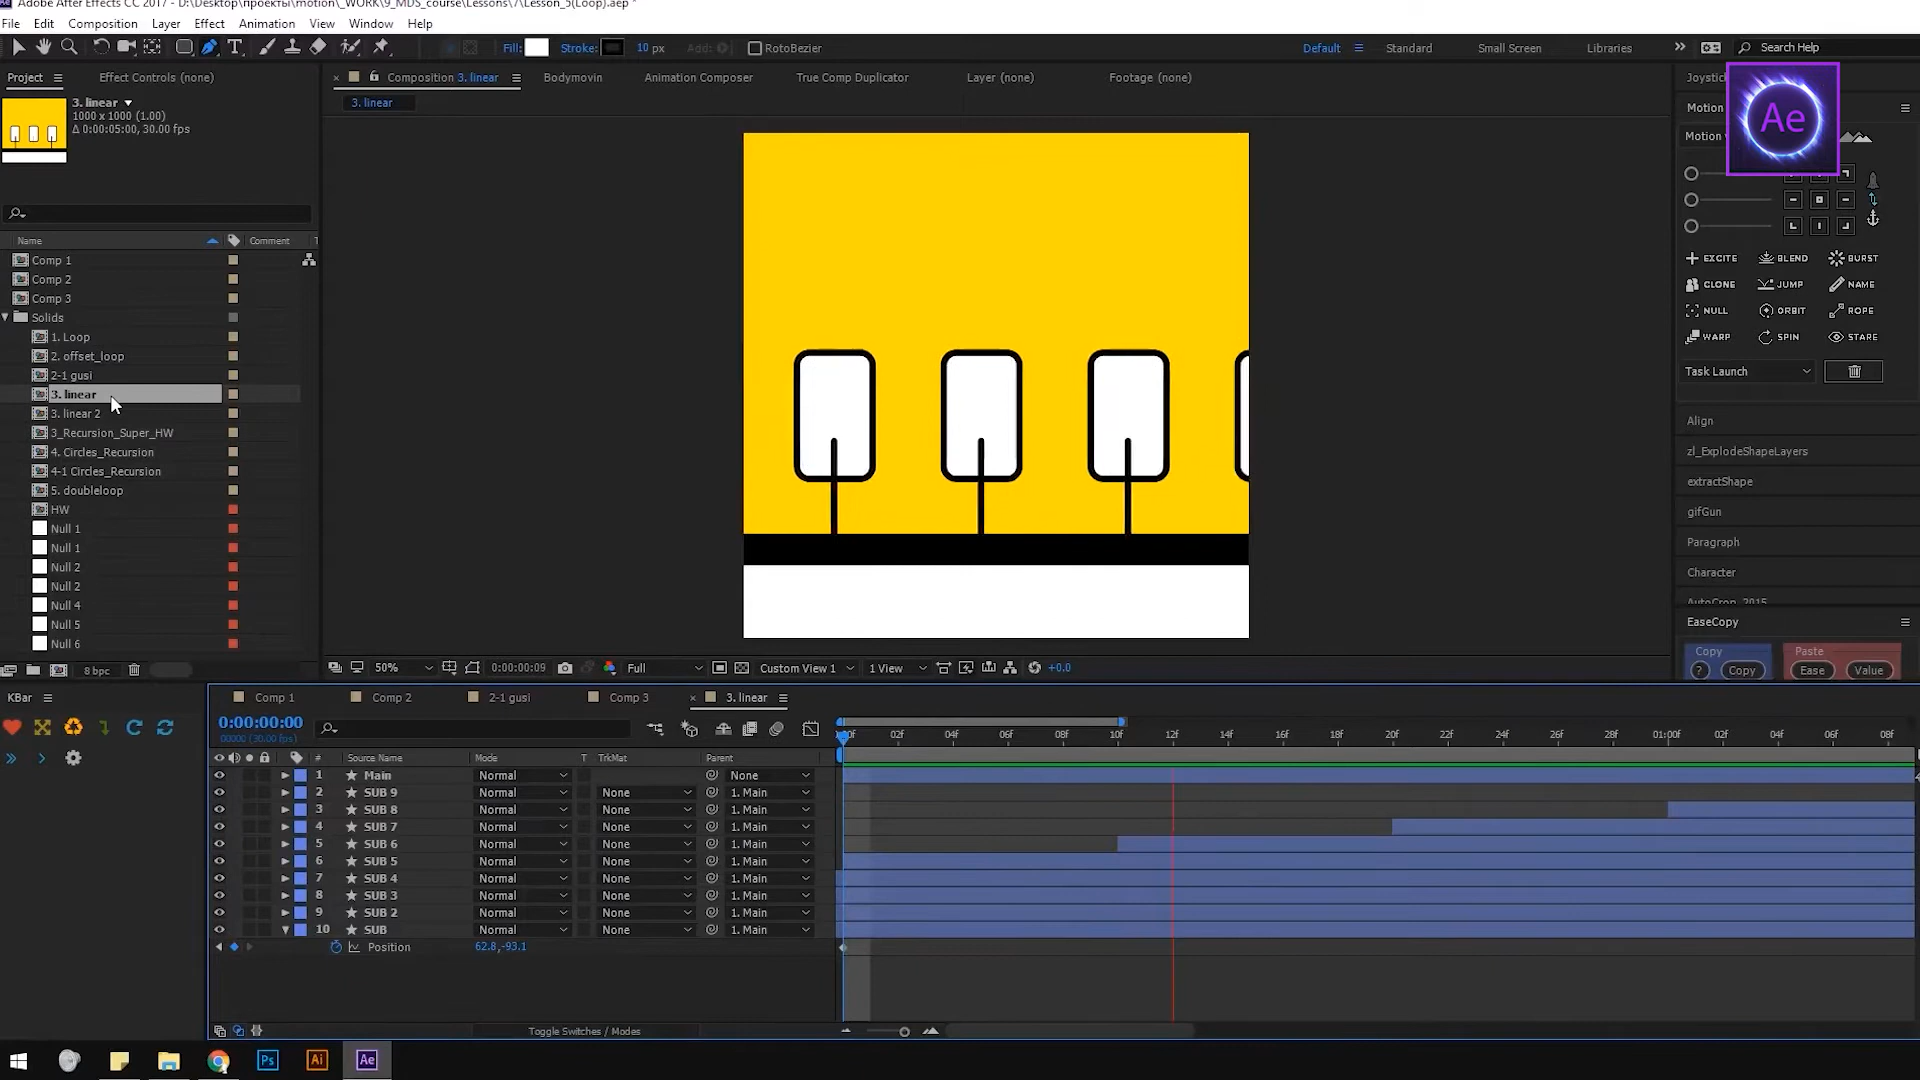 Adobe After Effects CC 2017 - D:\Desktop\проекты\motion\_WORK\9_MDS_course\Lessons\7\Lesson_5(Loop).aep *
File Edit Composition Layer Effect Animation View Window Help
Fill: Stroke: 10 px Add: RotoBezier Default Standard Small Screen Libraries Search Help
Project Effect Controls (none) Composition 3. linear Bodymovin Animation Composer True Comp Duplicator Layer (none) Footage (none)
3. linear
1000 x 1000 (1.00)
Δ 0:00:05:00, 30.00 fps
3. linear
Ae
Motion
Motion
Name Comment
Comp 1
Comp 2
Comp 3
Solids
1. Loop
2. offset_loop
2-1 gusi
3. linear
3. linear 2
3_Recursion_Super_HW
4. Circles_Recursion
4-1 Circles_Recursion
5. doubleloop
HW
Null 1
Null 1
Null 2
Null 2
Null 4
Null 5
Null 6
8 bpc
EXCITE BLEND BURST
CLONE JUMP NAME
NULL ORBIT ROPE
WARP SPIN STARE
Task Launch
Align
zl_ExplodeShapeLayers
extractShape
gifGun
Paragraph
Character
AutoCrop_2015
EaseCopy
Copy Paste
? Copy Ease Value
50% 0:00:00:09 Full Custom View 1 1 View +0.0
KBar
Comp 1 Comp 2 2-1 gusi Comp 3 3. linear
0:00:00:00
00000 (30.00 fps)
02F 04F 06F 08F 10F 12F 14F 16F 18F 20F 22F 24F 26F 28F 01:00F 02F 04F 06F 08F
# Source Name Mode T TrkMat Parent
1 Main Normal None
2 SUB 9 Normal None 1. Main
3 SUB 8 Normal None 1. Main
4 SUB 7 Normal None 1. Main
5 SUB 6 Normal None 1. Main
6 SUB 5 Normal None 1. Main
7 SUB 4 Normal None 1. Main
8 SUB 3 Normal None 1. Main
9 SUB 2 Normal None 1. Main
10 SUB Normal None 1. Main
Position 62.8,-93.1
Toggle Switches / Modes
Ps Ai Ae